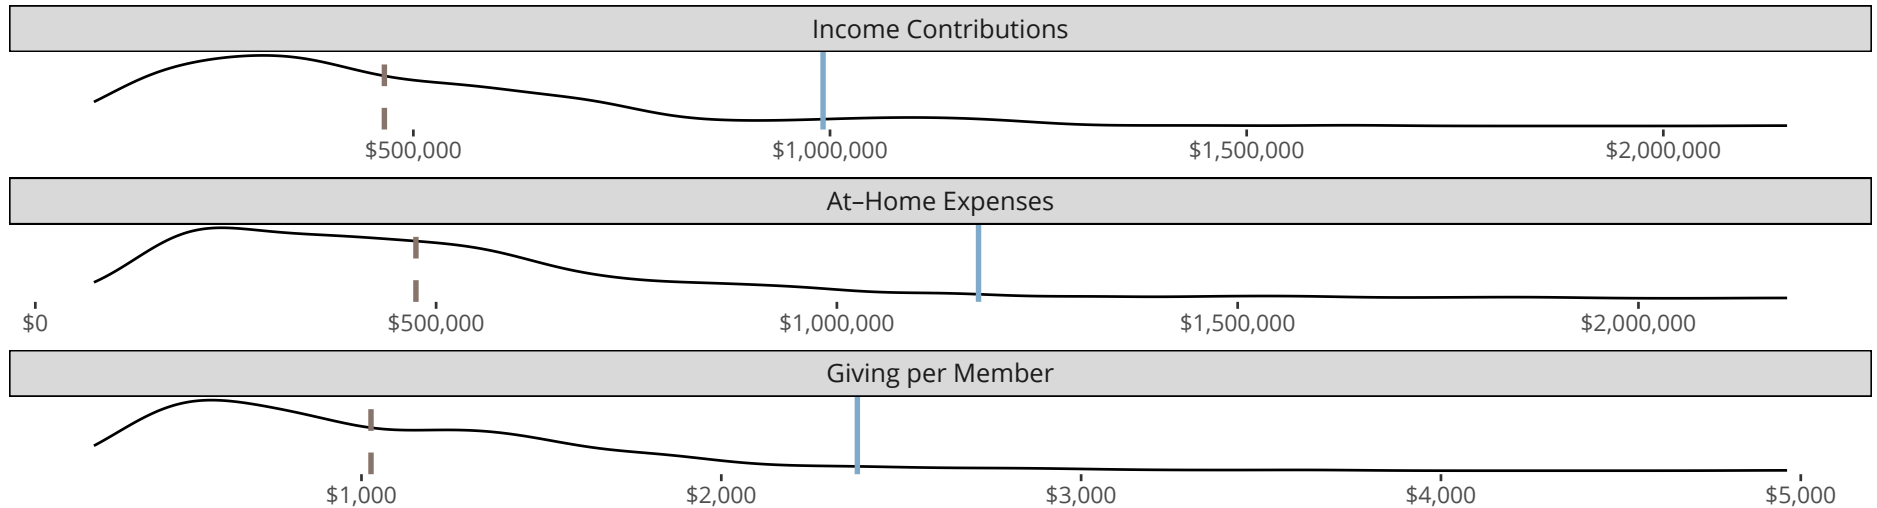 Income Contributions
$500,000 $1,000,000 $1,500,000 $2,000,000
At–Home Expenses
$0 $500,000 $1,000,000 $1,500,000 $2,000,000
Giving per Member
$1,000 $2,000 $3,000 $4,000 $5,000